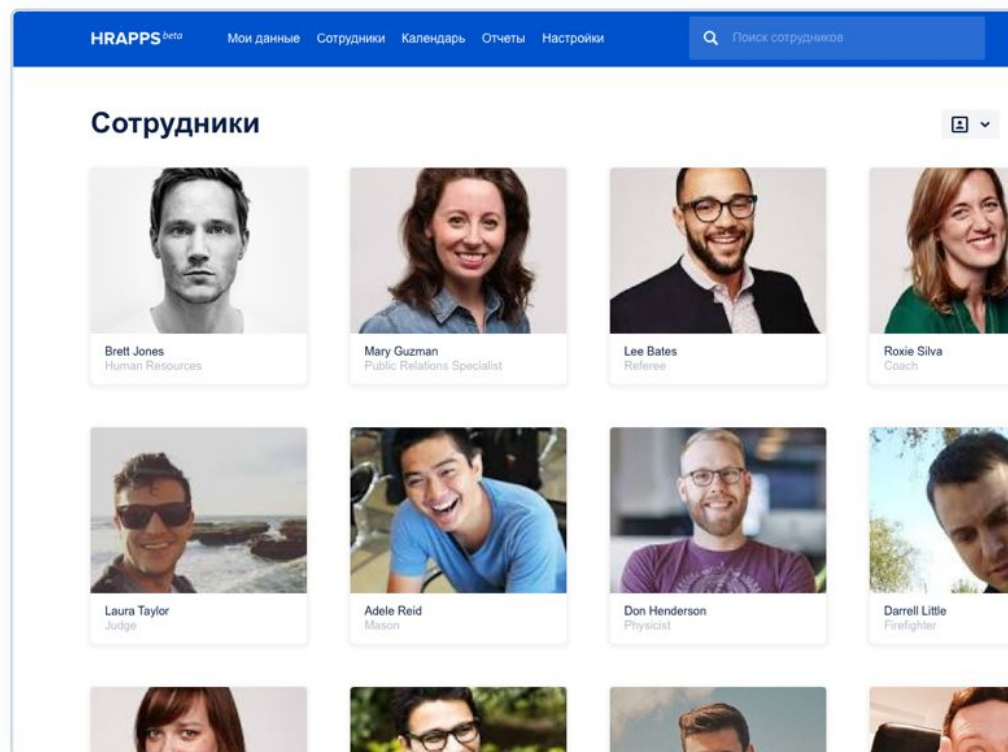 HRAPPS beta Мои данные Сотрудники Календарь Отчеты Настройки Поиск сотрудников
Сотрудники
Brett Jones Mary Guzman Lee Bates Roxie Silva
Human Resources Public Relations Specialist Referee Coach
Laura Taylor Adele Reid Don Henderson Darrell Little
Judge Mason Physicist Firefighter